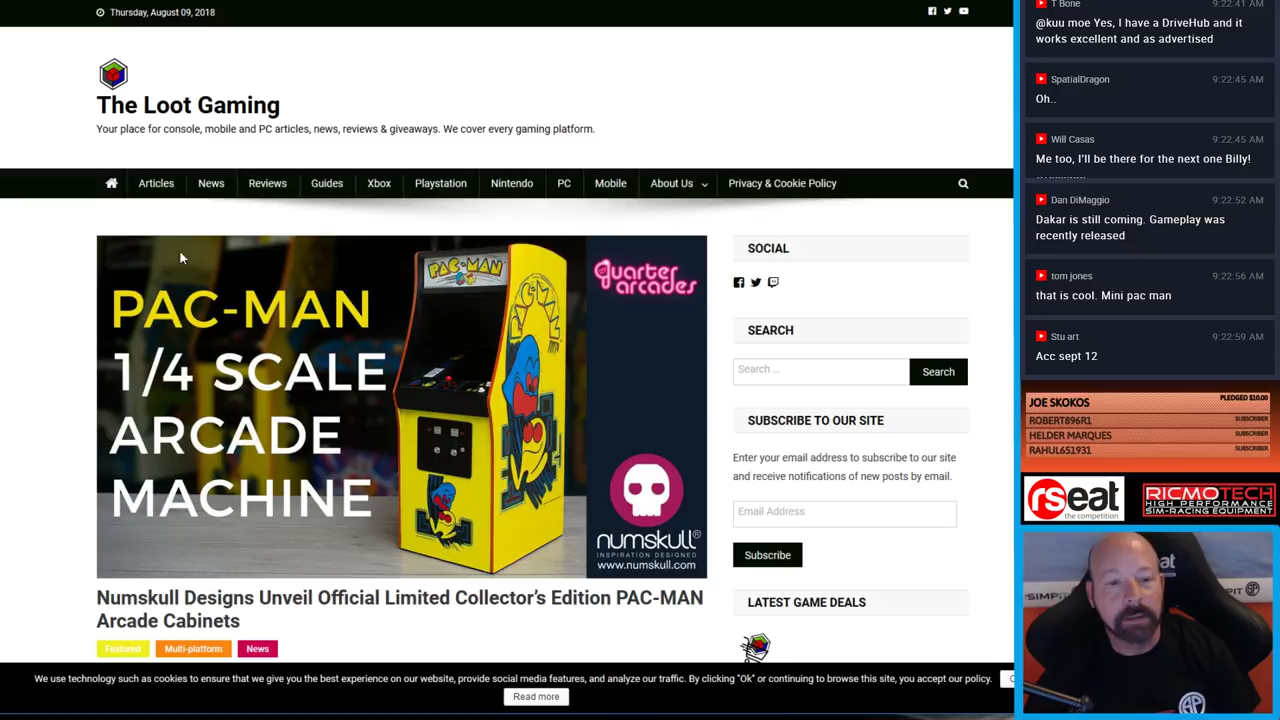 Thursday, August 09, 2018
The Loot Gaming
Your place for console, mobile and PC articles, news, reviews & giveaways. We cover every gaming platform.
Articles
News
Reviews
Guides
Xbox
Playstation
Nintendo
PC
Mobile
About Us
Privacy & Cookie Policy
PAC-MAN
1/4 SCALE
ARCADE
MACHINE
PAC-MAN
PAC-MAN
quarter
arcades
numskull®
INSPIRATION DESIGNED
www.numskull.com
Numskull Designs Unveil Official Limited Collector's Edition PAC-MAN
Arcade Cabinets
Featured
Multi-platform
News
SOCIAL
SEARCH
Search ...
Search
SUBSCRIBE TO OUR SITE
Enter your email address to subscribe to our site
and receive notifications of new posts by email.
Email Address
Subscribe
LATEST GAME DEALS
We use technology such as cookies to ensure that we give you the best experience on our website, provide social media features, and analyze our traffic. By clicking "Ok" or continuing to browse this site, you accept our policy.
Read more
T Bone 9:22:41 AM
@kuu moe Yes, I have a DriveHub and it
works excellent and as advertised
SpatialDragon 9:22:45 AM
Oh..
Will Casas 9:22:45 AM
Me too, I'll be there for the next one Billy!
Dan DiMaggio 9:22:52 AM
Dakar is still coming. Gameplay was
recently released
tom jones 9:22:56 AM
that is cool. Mini pac man
Stu art 9:22:59 AM
Acc sept 12
JOE SKOKOS PLEDGED $10.00
ROBERT896R1 SUBSCRIBER
HELDER MARQUES SUBSCRIBER
RAHUL651931 SUBSCRIBER
rseat
the competition
RICMOTECH
HIGH PERFORMANCE
SIM-RACING EQUIPMENT